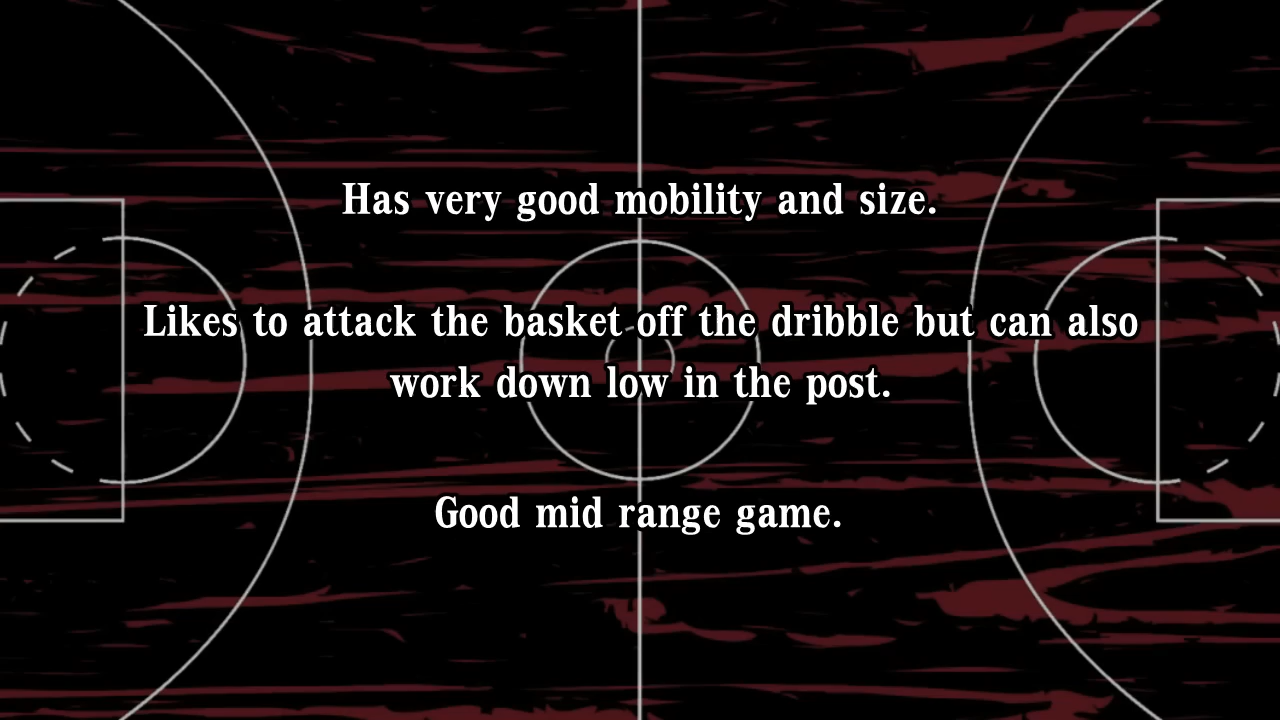 Has very good mobility and size.
Likes to attack the basket off the dribble but can also
work down low in the post.
Good mid range game.